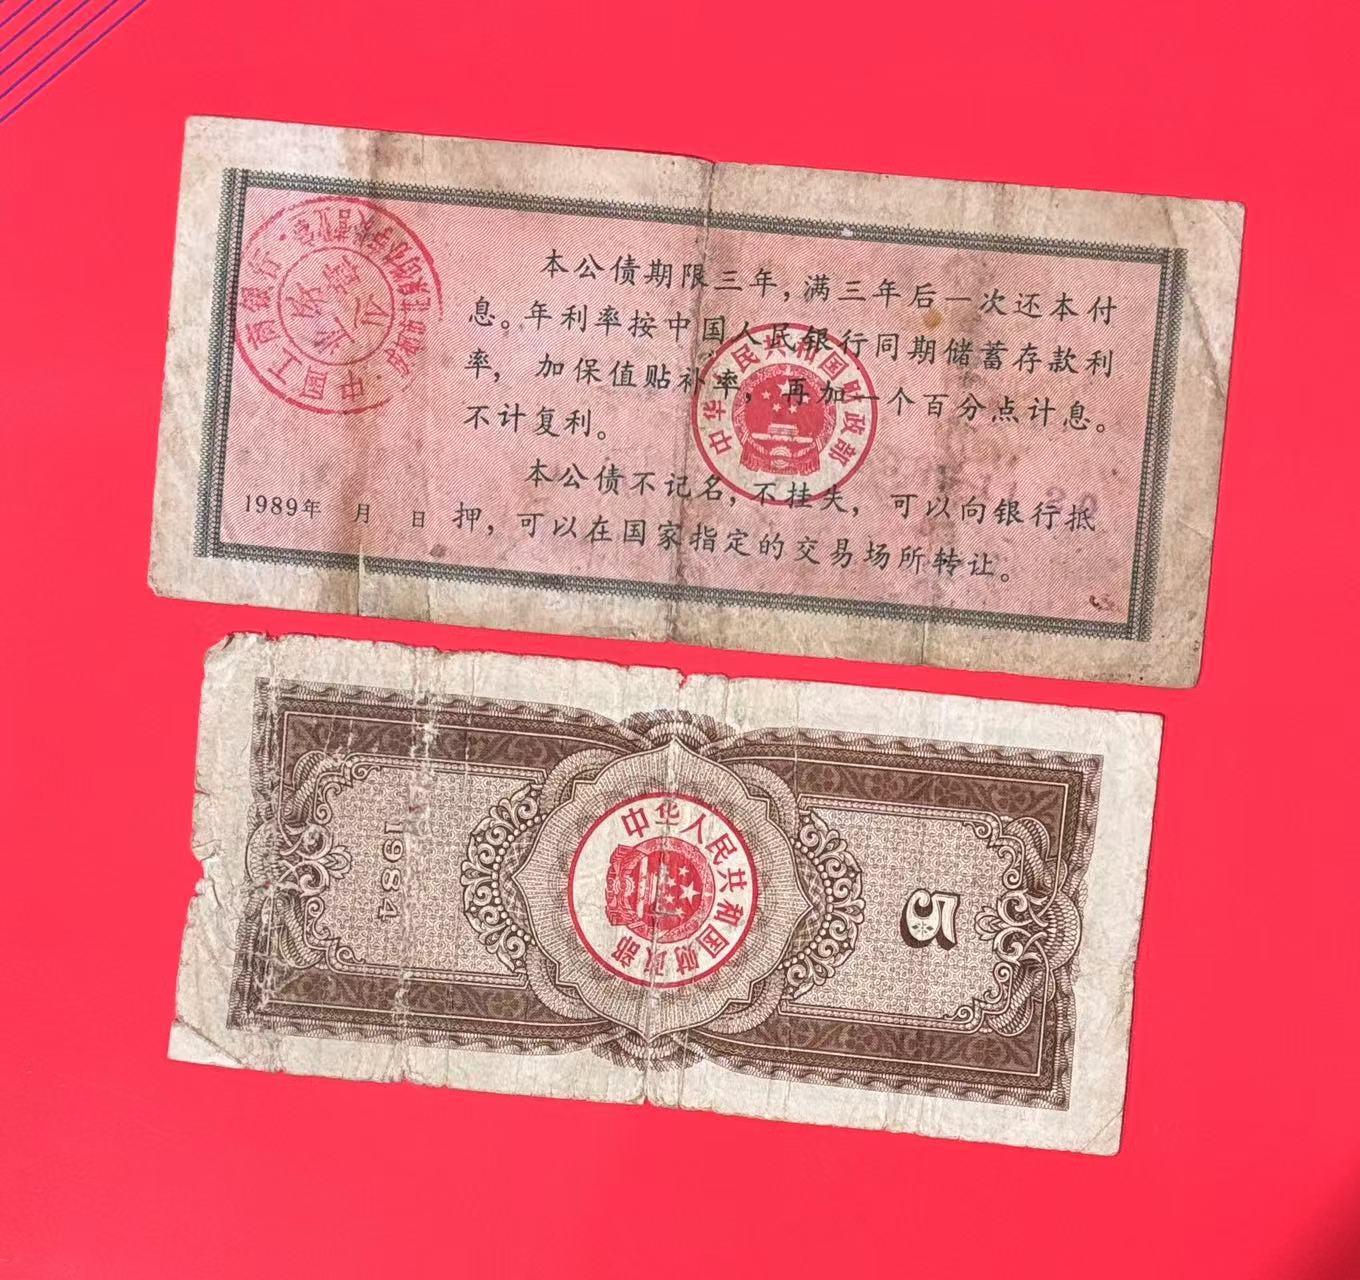 本公债期限三年，满三年后一次还本付
息。年利率按中国人民银行同期储蓄存款利
率，加保值贴补率，再加一个百分点计息。
不计复利。
本公债不记名，不挂失，可以向银行抵
押，可以在国家指定的交易场所转让。
1989年 月 日
中华人民共和国财政部
中国工商银行
业务
公章
中华人民共和国财政部
1984
5